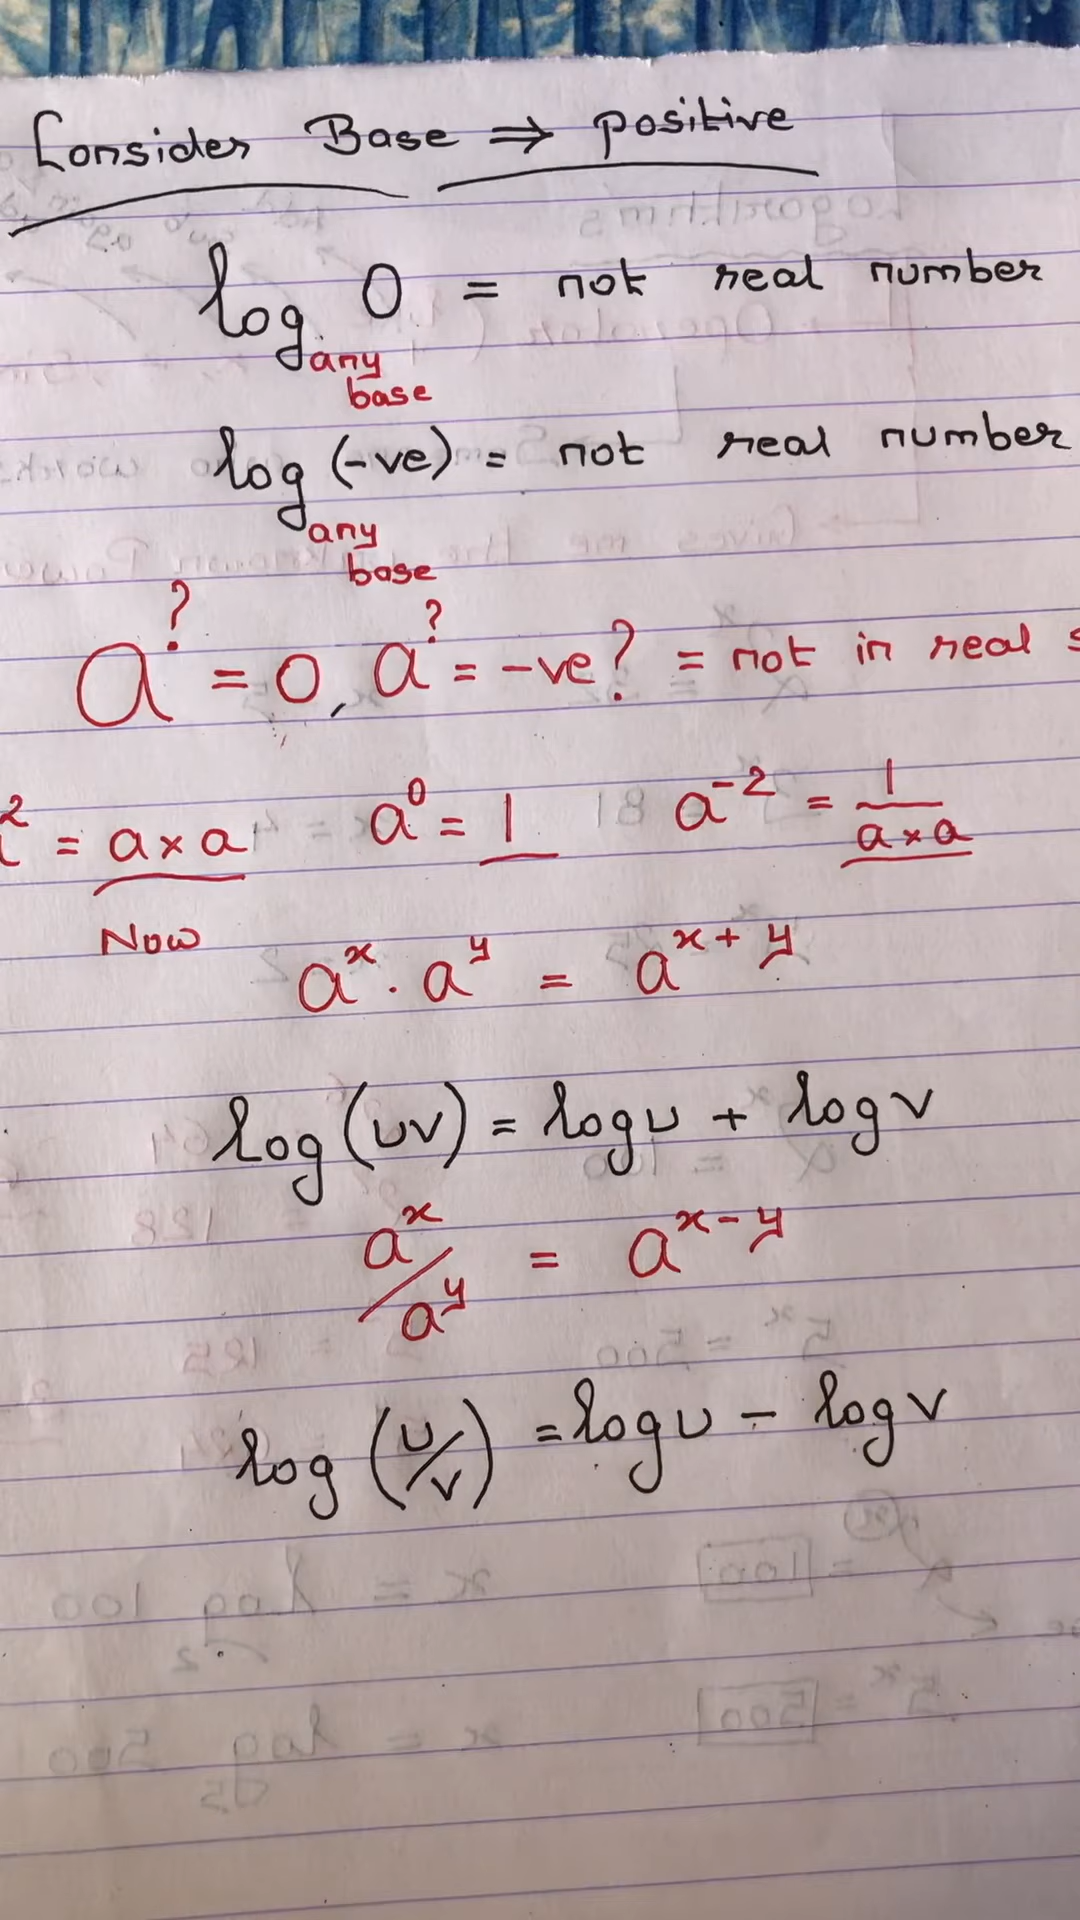 Consider Base ⇒ positive
log any base 0 = not real number
log any base (-ve) = not real number
a^? = 0, a^? = -ve? = not in real
² = a×a a⁰ = 1 a⁻² = 1/(a×a)
Now
a^x · a^y = a^(x+y)
log(uv) = log u + log v
a^x/a^y = a^(x-y)
log(u/v) = log u - log v